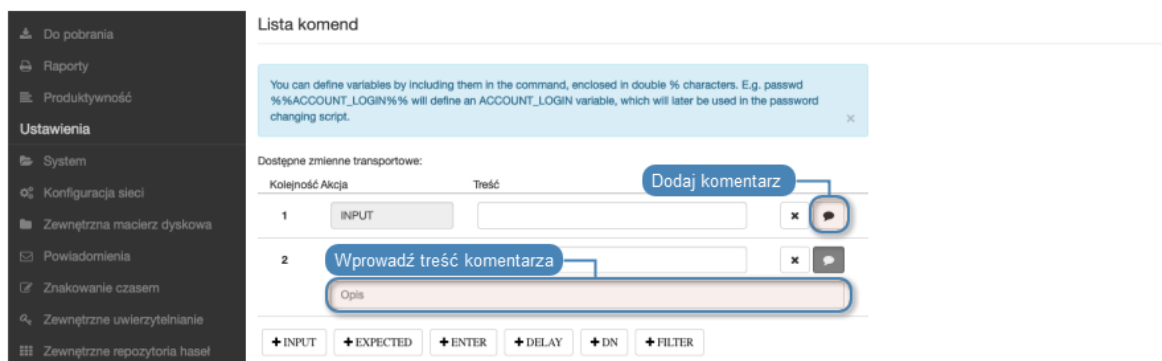 Do pobrania
Raporty
Produktywność
Ustawienia
System
Konfiguracja sieci
Zewnętrzna macierz dyskowa
Powiadomienia
Znakowanie czasem
Zewnętrzne uwierzytelnianie
Zewnętrzne repozytoria haseł
Lista komend
You can define variables by including them in the command, enclosed in double % characters. E.g. passwd
%%ACCOUNT_LOGIN%% will define an ACCOUNT_LOGIN variable, which will later be used in the password
changing script.
×
Dostępne zmienne transportowe:
Kolejność Akcja Treść
Dodaj komentarz
1 INPUT
2
Wprowadź treść komentarza
Opis
+INPUT +EXPECTED +ENTER +DELAY +DN +FILTER